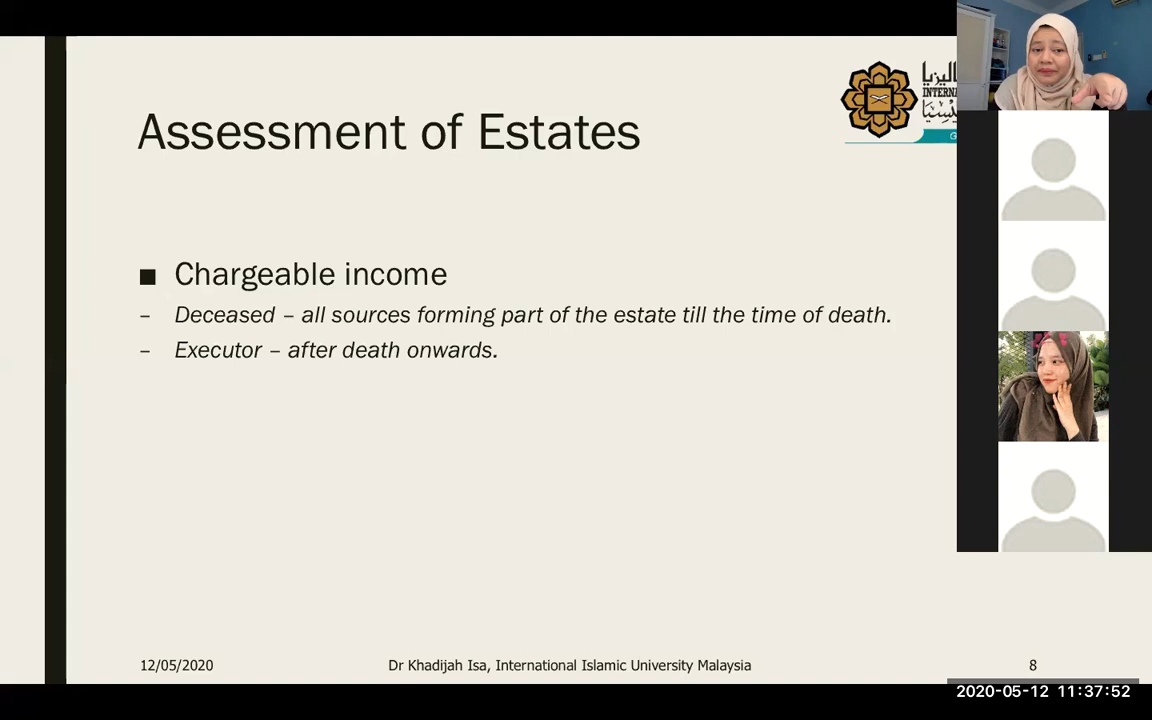 Assessment of Estates
■ Chargeable income
– Deceased – all sources forming part of the estate till the time of death.
– Executor – after death onwards.
12/05/2020
Dr Khadijah Isa, International Islamic University Malaysia
8
2020-05-12 11:37:52